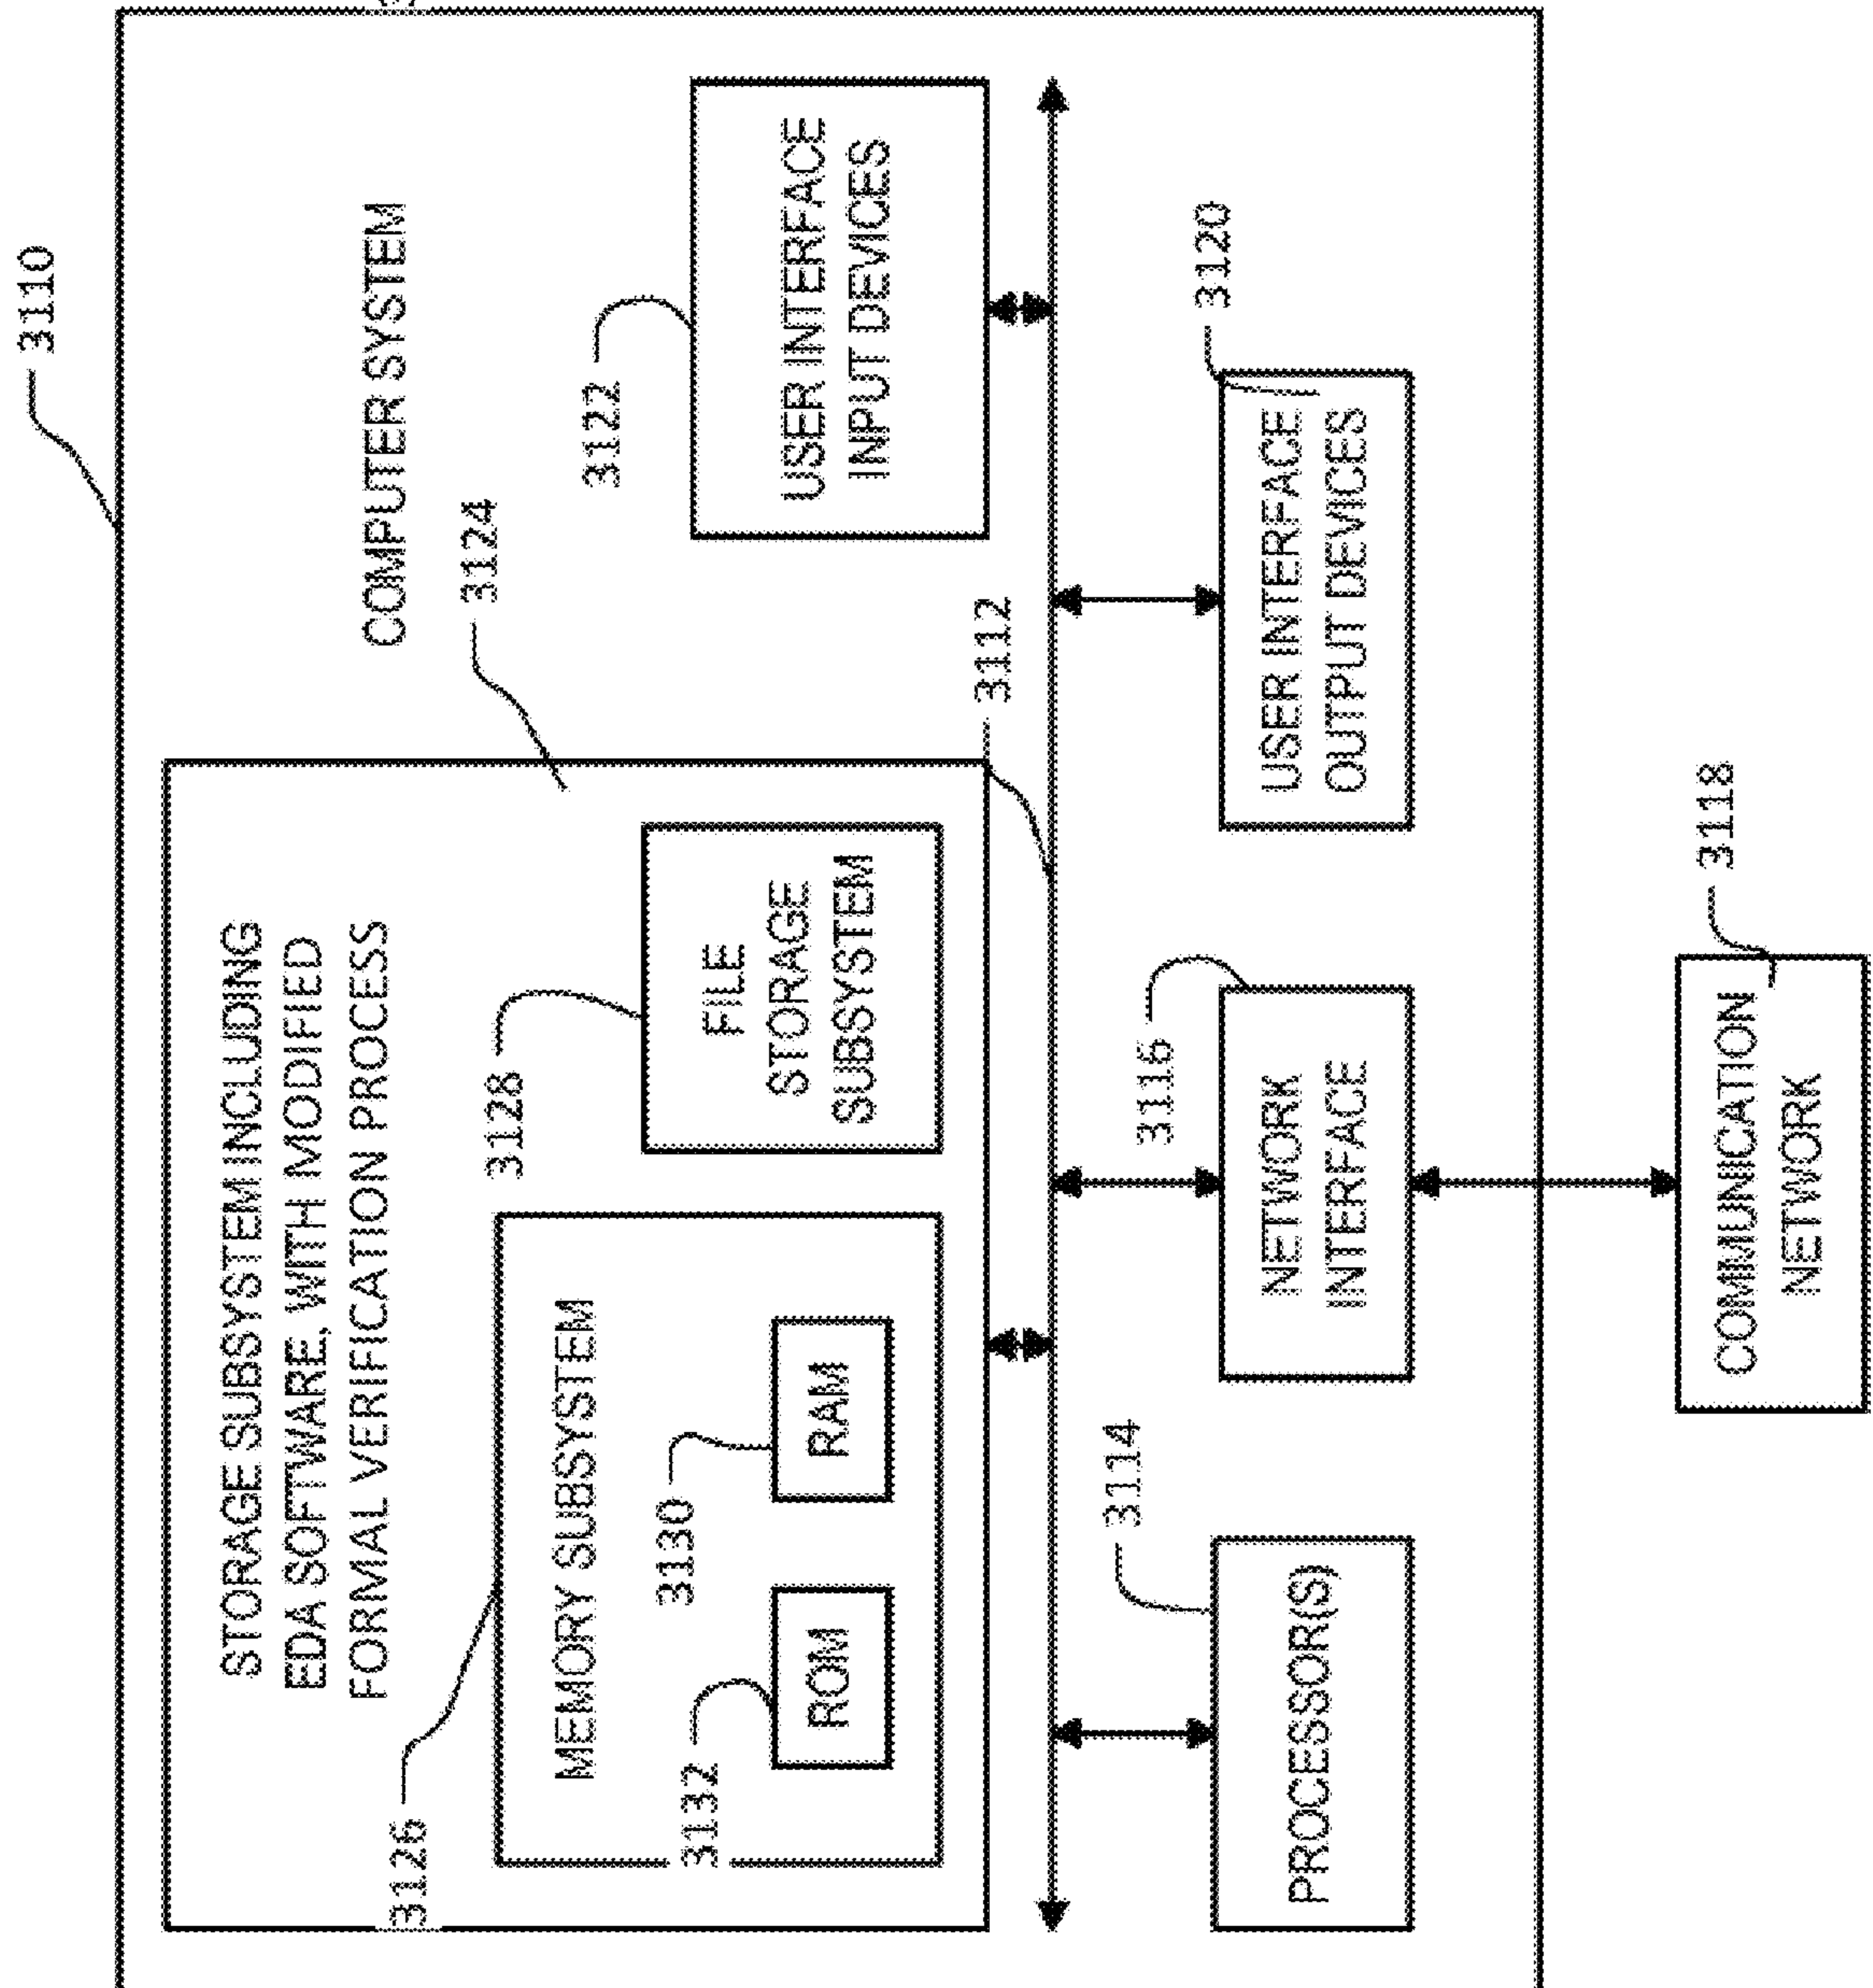 3110
COMPUTER SYSTEM
3124
STORAGE SUBSYSTEM INCLUDING
EDA SOFTWARE, WITH MODIFIED
FORMAL VERIFICATION PROCESS
3126
MEMORY SUBSYSTEM
3132
ROM
3130
RAM
3128
FILE
STORAGE
SUBSYSTEM
3122
USER INTERFACE
INPUT DEVICES
3112
3114
PROCESSOR(S)
3116
NETWORK
INTERFACE
3120
USER INTERFACE
OUTPUT DEVICES
3118
COMMUNICATION
NETWORK